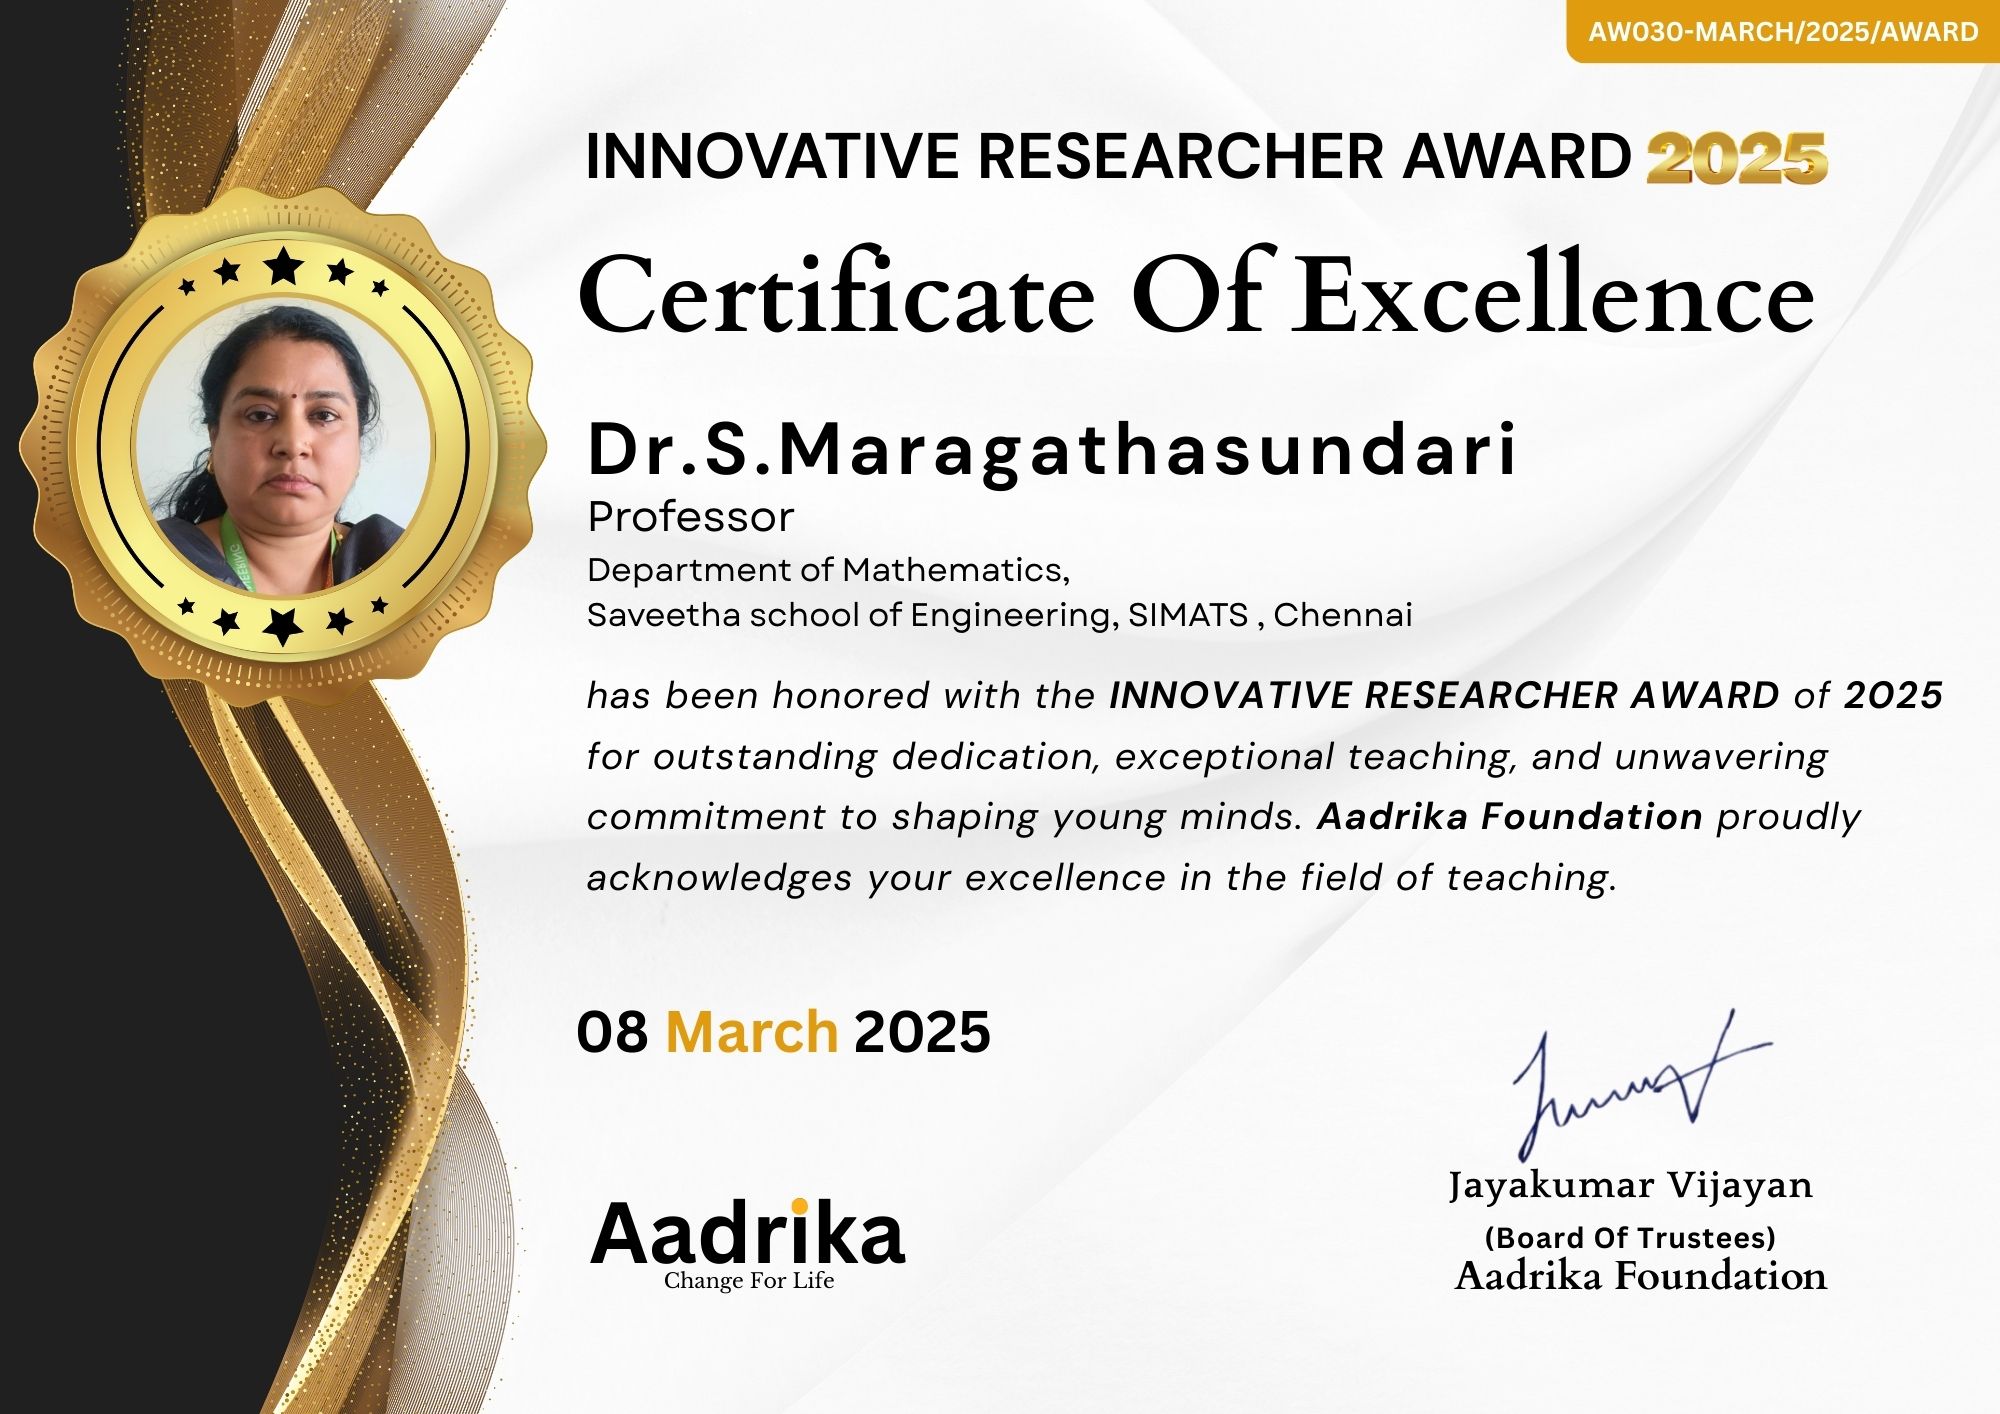 AW030-MARCH/2025/AWARD
INNOVATIVE RESEARCHER AWARD 2025
Certificate Of Excellence
Dr.S.Maragathasundari
Professor
Department of Mathematics,
Saveetha school of Engineering, SIMATS , Chennai
has been honored with the INNOVATIVE RESEARCHER AWARD of 2025
for outstanding dedication, exceptional teaching, and unwavering
commitment to shaping young minds. Aadrika Foundation proudly
acknowledges your excellence in the field of teaching.
08 March 2025
Aadrika
Change For Life
Jayakumar Vijayan
(Board Of Trustees)
Aadrika Foundation